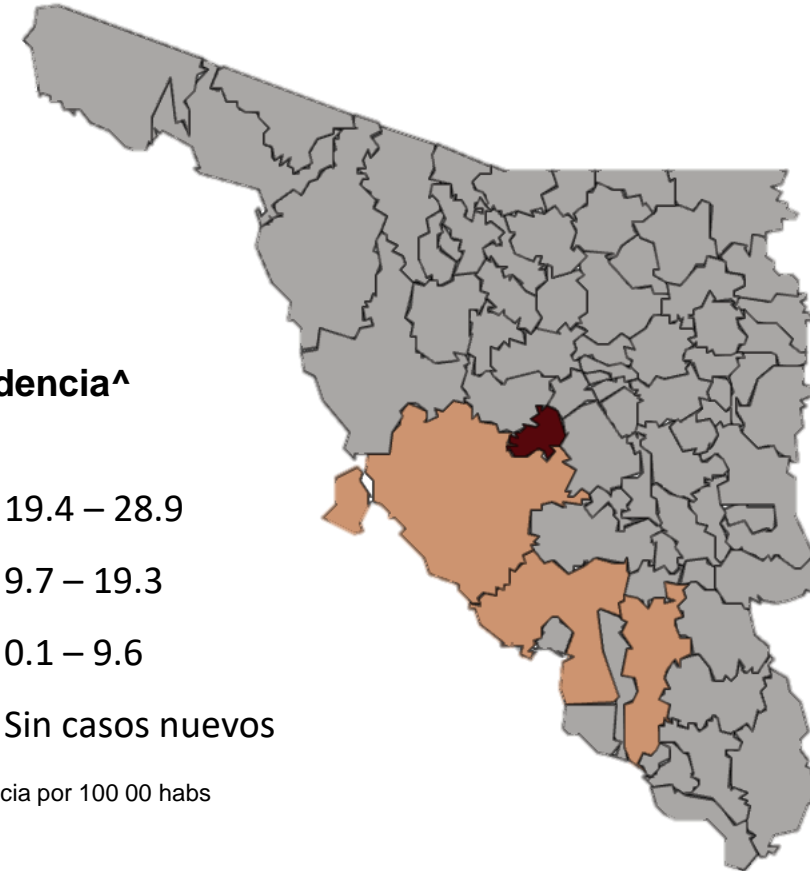 dencia^
19.4 – 28.9
9.7 – 19.3
0.1 – 9.6
Sin casos nuevos
cia por 100 00 habs